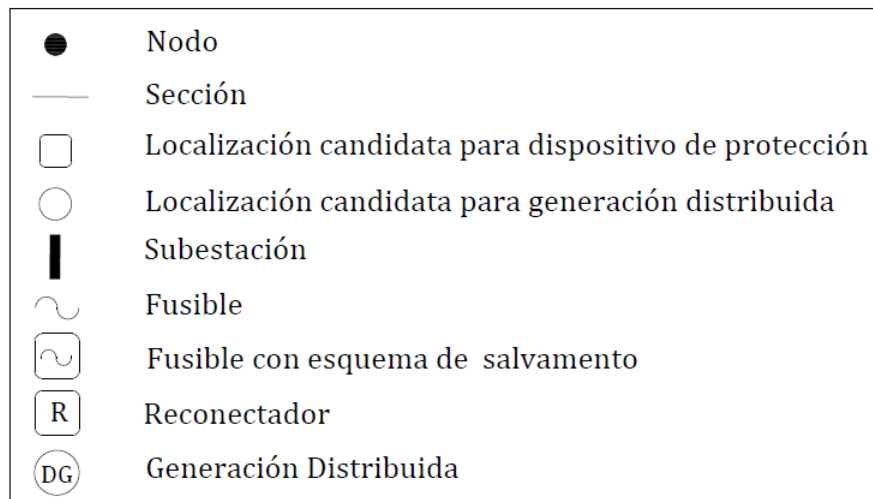 Nodo
Sección
Localización candidata para dispositivo de protección
Localización candidata para generación distribuida
Subestación
Fusible
Fusible con esquema de salvamento
R Reconectador
DG Generación Distribuida